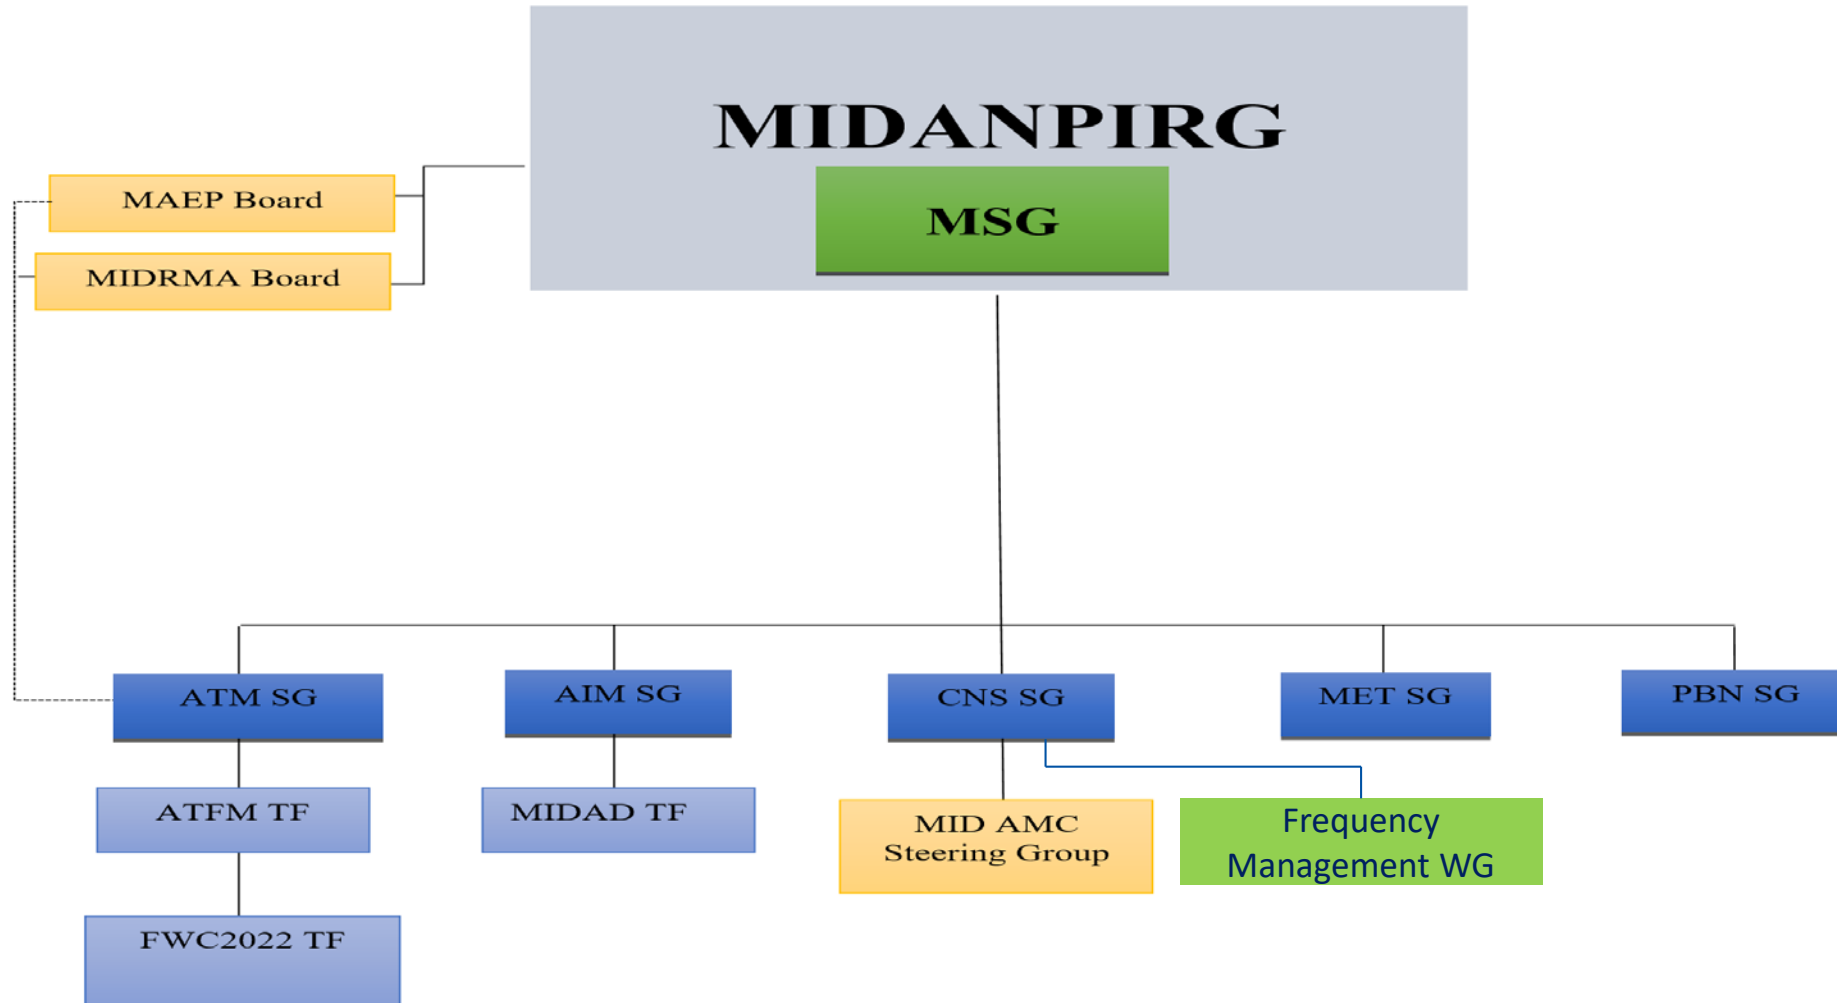 MIDANPIRG
MSG
MAEP Board
MIDRMA Board
ATM SG
AIM SG
CNS SG
MET SG
PBN SG
ATFM TF
MIDAD TF
MID AMC
Steering Group
Frequency
Management WG
FWC2022 TF